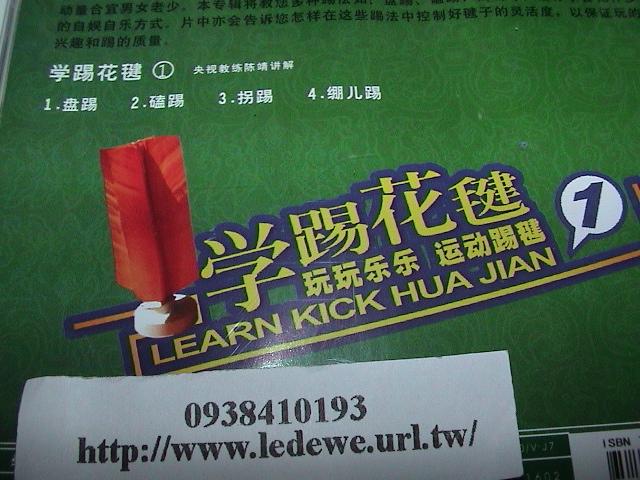 动量合宜男女老少。本专辑将教您多种踢法如：盘踢、
的自娱自乐方式。片中亦会告诉您怎样在这些踢法中控制好毽子的灵活度。以保证玩的
兴趣和踢的质量。
学踢花毽 ① 央视教练陈靖讲解
1.盘踢 2.磕踢 3.拐踢 4.绷儿踢
学踢花毽 1
玩玩乐乐 运动踢毽
LEARN KICK HUA JIAN
0938410193
http://www.ledewe.url.tw/
/V.J7
ISBN